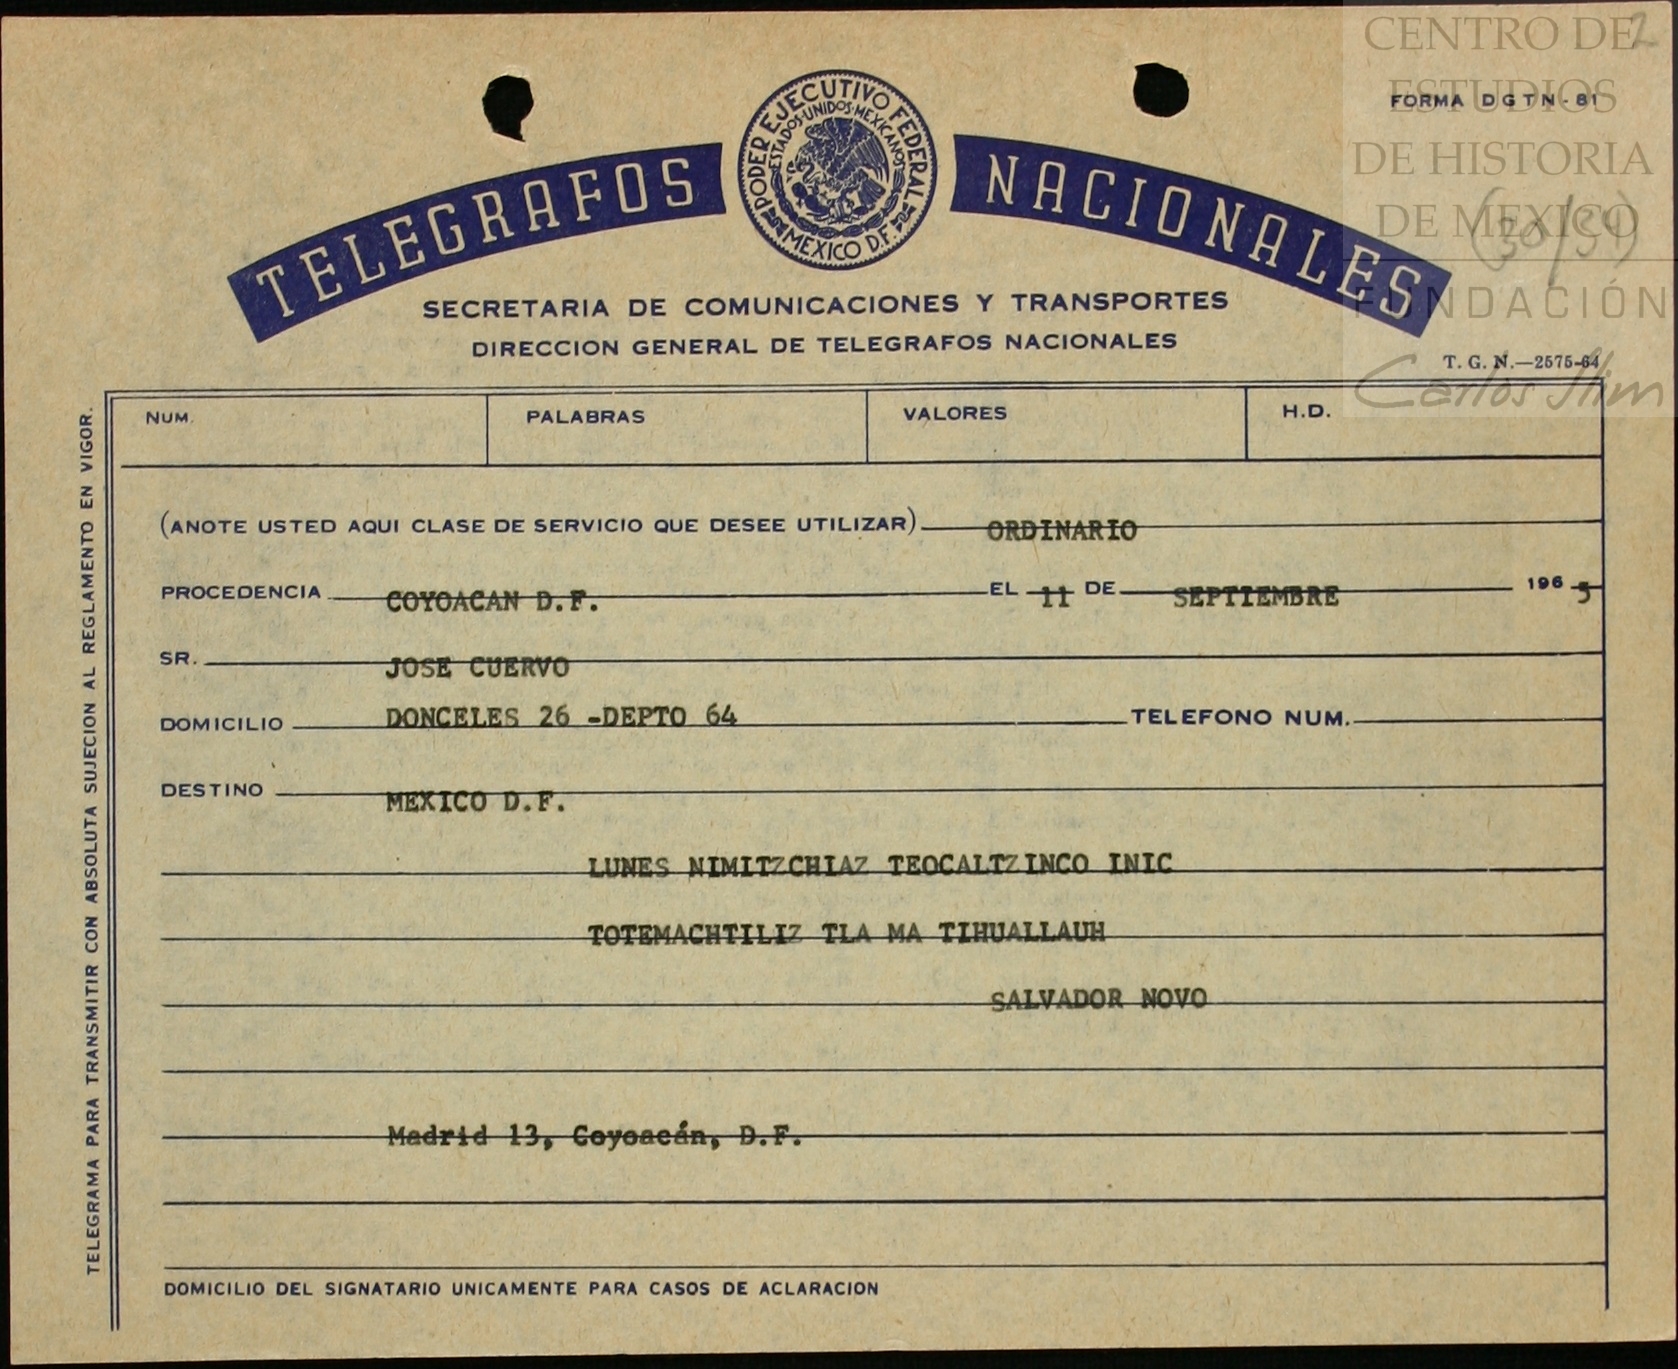 CENTRO DE
ESTUDIOS
DE HISTORIA
DE MEXICO
FUNDACIÓN
Carlos Slim
2
FORMA DGTN-81
(30/34)
TELEGRAFOS NACIONALES
PODER EJECUTIVO FEDERAL
ESTADOS UNIDOS MEXICANOS
MEXICO D.F.
SECRETARIA DE COMUNICACIONES Y TRANSPORTES
DIRECCION GENERAL DE TELEGRAFOS NACIONALES
T. G. N.—2575-64
NUM. PALABRAS VALORES H.D.
(ANOTE USTED AQUI CLASE DE SERVICIO QUE DESEE UTILIZAR) ORDINARIO
PROCEDENCIA COYOACAN D.F. EL 11 DE SEPTIEMBRE 196 5
SR. JOSE CUERVO
DOMICILIO DONCELES 26 -DEPTO 64 TELEFONO NUM.
DESTINO MEXICO D.F.
LUNES NIMITZCHIAZ TEOCALTZINCO INIC
TOTEMACHTILIZ TLA MA TIHUALLAUH
SALVADOR NOVO
Madrid 13, Coyoacán, D.F.
DOMICILIO DEL SIGNATARIO UNICAMENTE PARA CASOS DE ACLARACION
TELEGRAMA PARA TRANSMITIR CON ABSOLUTA SUJECION AL REGLAMENTO EN VIGOR.